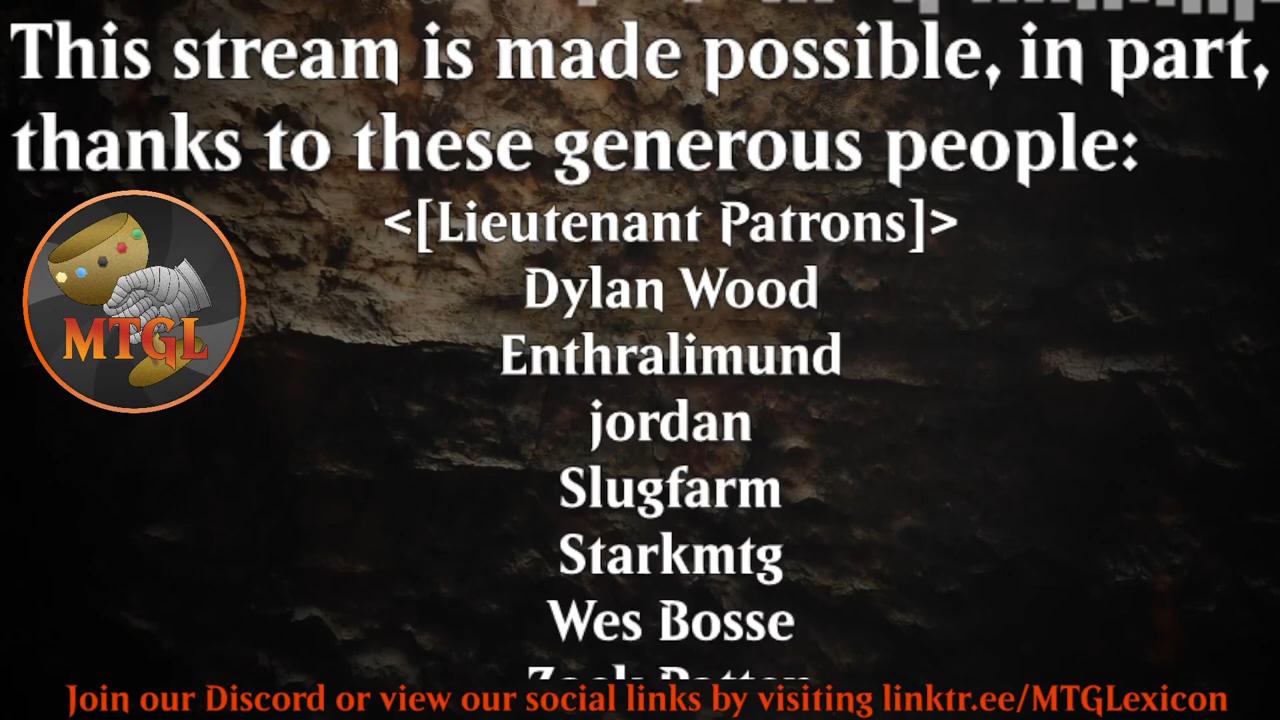 This stream is made possible, in part,
thanks to these generous people:
<[Lieutenant Patrons]>
MTGL
Dylan Wood
Enthralimund
jordan
Slugfarm
Starkmtg
Wes Bosse
Join our Discord or view our social links by visiting linktr.ee/MTGLexicon